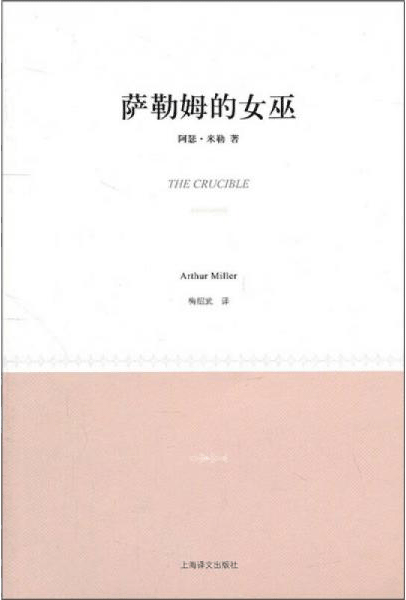 萨勒姆的女巫
阿瑟·米勒 著
THE CRUCIBLE
Arthur Miller
梅绍武 译
上海译文出版社